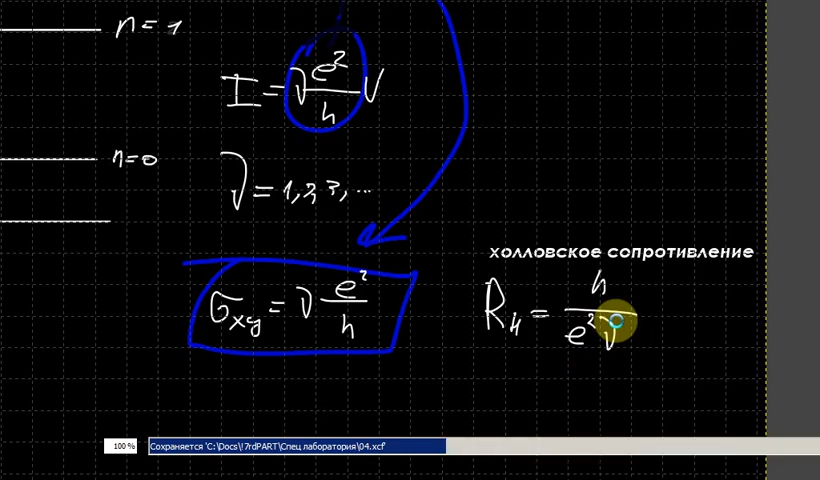 n = 1
I = ν e²/h V
n = 0
ν = 1, 2, 3, ...
холловское сопротивление
σxy = ν e²/h
R_H = h/e²ν
100 %
Сохраняется 'C:\Docs\!7rdPART\Спец лаборатория\04.xcf'